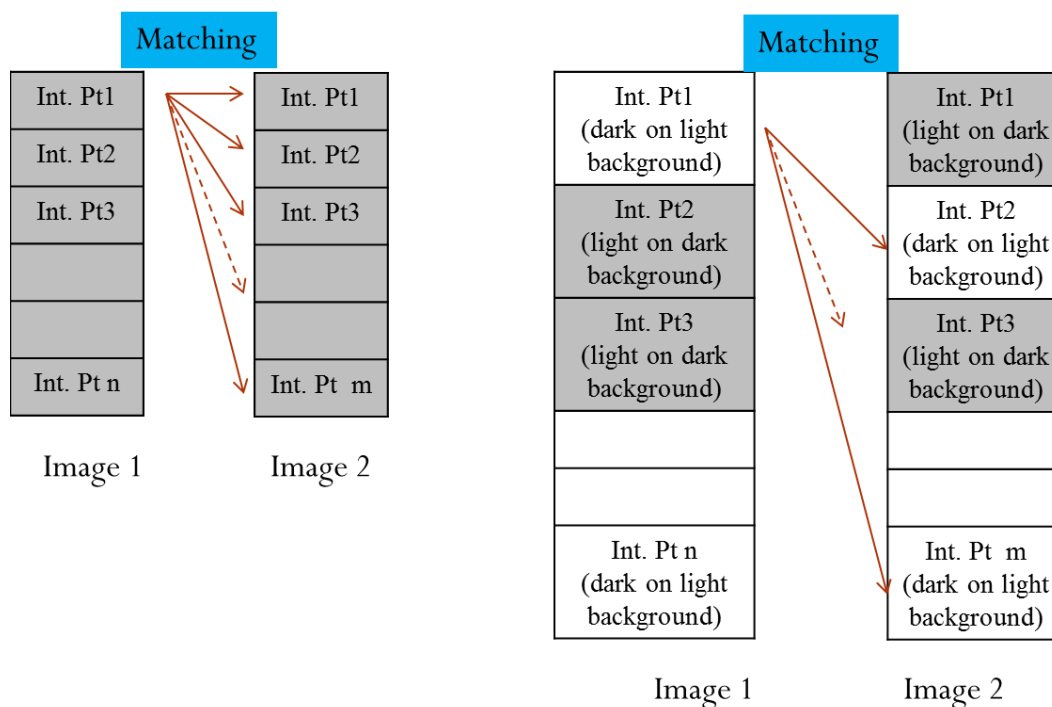 Matching
Int. Pt1
Int. Pt2
Int. Pt3
Int. Pt n
Int. Pt1
Int. Pt2
Int. Pt3
Int. Pt m
Image 1
Image 2
Matching
Int. Pt1
(dark on light
background)
Int. Pt2
(light on dark
background)
Int. Pt3
(light on dark
background)
Int. Pt n
(dark on light
background)
Int. Pt1
(light on dark
background)
Int. Pt2
(dark on light
background)
Int. Pt3
(light on dark
background)
Int. Pt m
(dark on light
background)
Image 1
Image 2